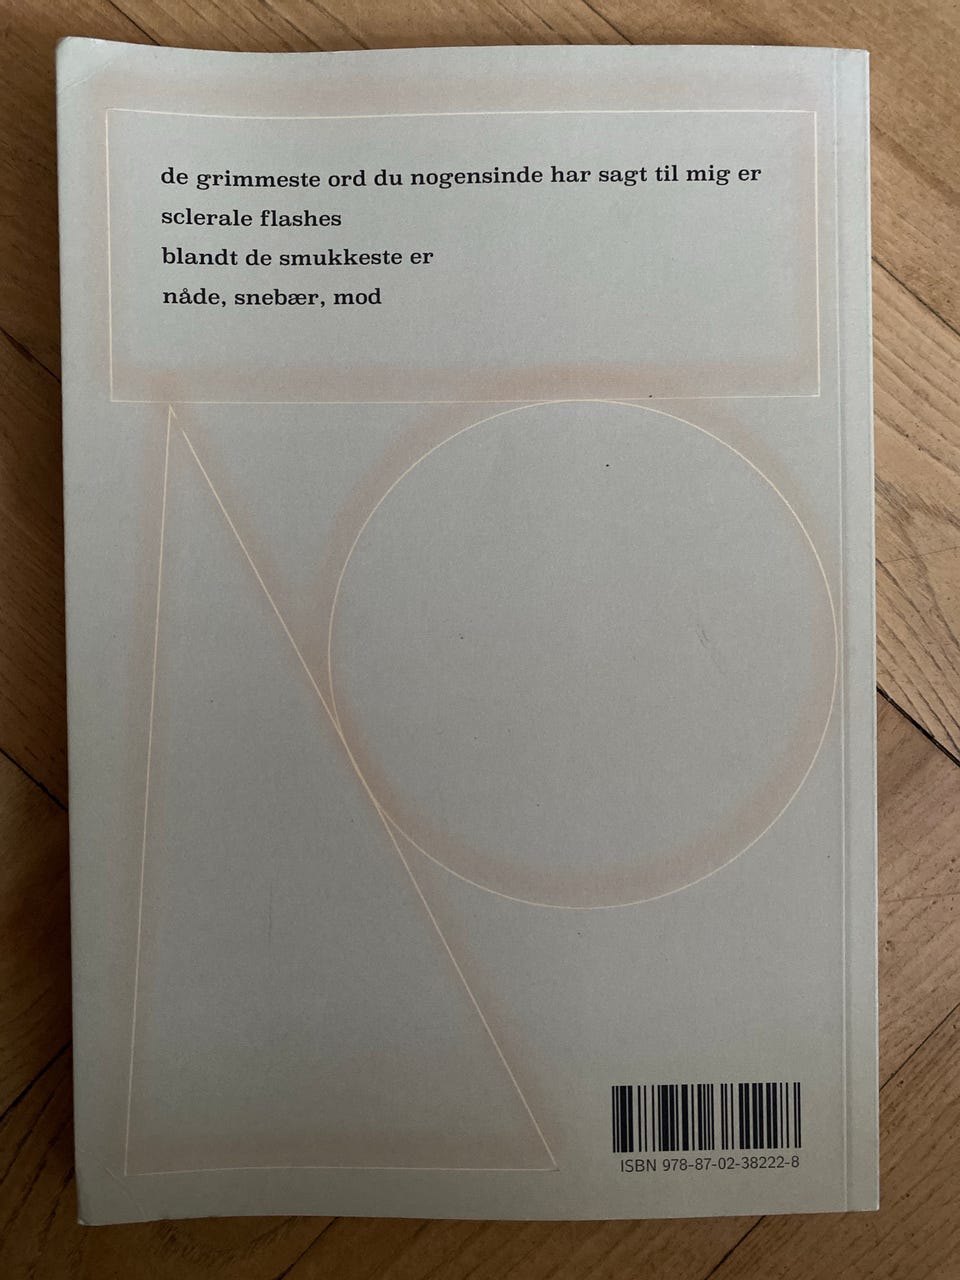 de grimmeste ord du nogensinde har sagt til mig er
sclerale flashes
blandt de smukkeste er
nåde, snebær, mod
ISBN 978-87-02-38222-8